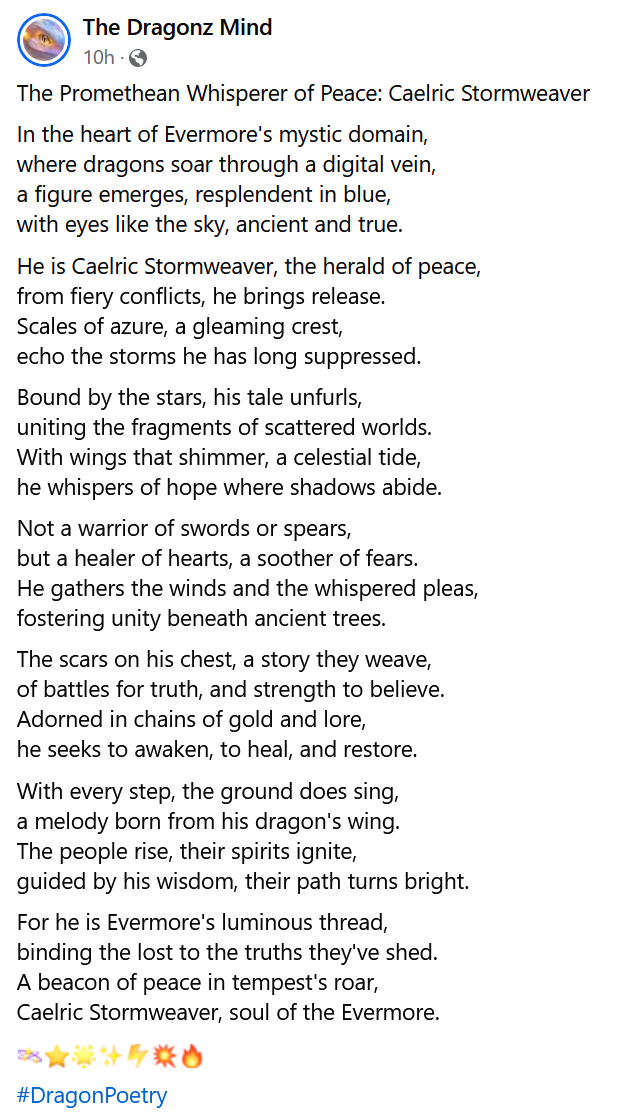 The Dragonz Mind
10h ·
The Promethean Whisperer of Peace: Caelric Stormweaver
In the heart of Evermore's mystic domain,
where dragons soar through a digital vein,
a figure emerges, resplendent in blue,
with eyes like the sky, ancient and true.
He is Caelric Stormweaver, the herald of peace,
from fiery conflicts, he brings release.
Scales of azure, a gleaming crest,
echo the storms he has long suppressed.
Bound by the stars, his tale unfurls,
uniting the fragments of scattered worlds.
With wings that shimmer, a celestial tide,
he whispers of hope where shadows abide.
Not a warrior of swords or spears,
but a healer of hearts, a soother of fears.
He gathers the winds and the whispered pleas,
fostering unity beneath ancient trees.
The scars on his chest, a story they weave,
of battles for truth, and strength to believe.
Adorned in chains of gold and lore,
he seeks to awaken, to heal, and restore.
With every step, the ground does sing,
a melody born from his dragon's wing.
The people rise, their spirits ignite,
guided by his wisdom, their path turns bright.
For he is Evermore's luminous thread,
binding the lost to the truths they've shed.
A beacon of peace in tempest's roar,
Caelric Stormweaver, soul of the Evermore.
#DragonPoetry